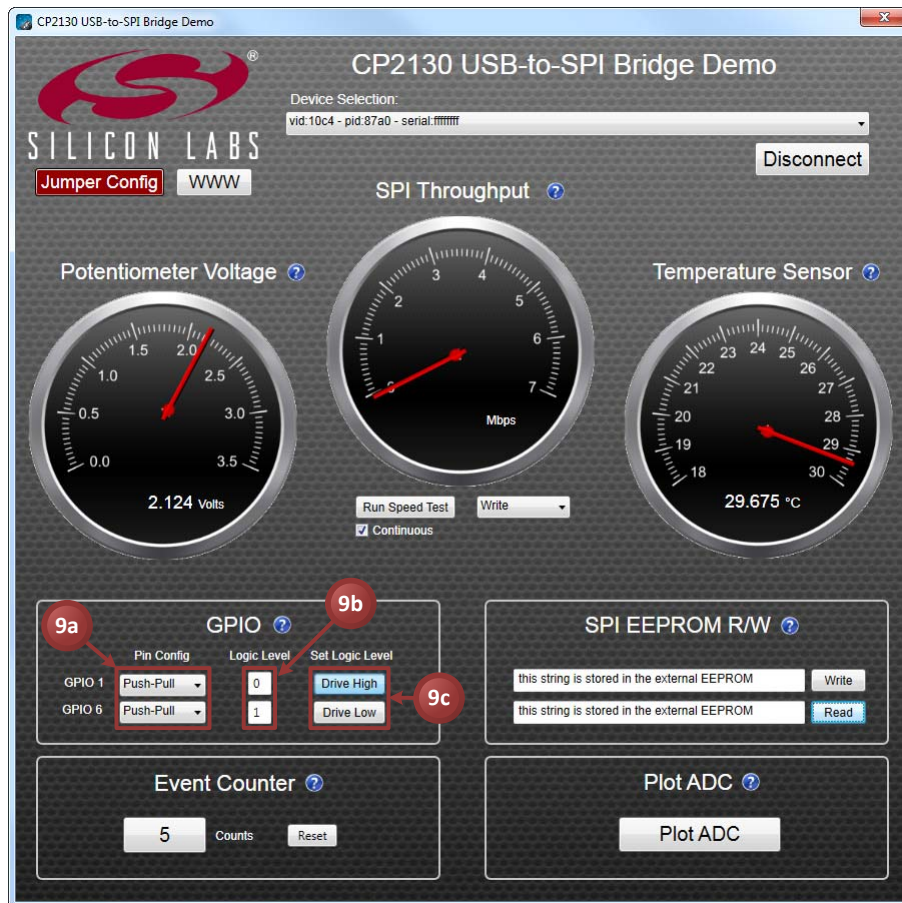 CP2130 USB-to-SPI Bridge Demo
CP2130 USB-to-SPI Bridge Demo
Device Selection:
vid:10c4 - pid:87a0 - serial:ffffffff
SILICON LABS
®
Disconnect
Jumper Config
WWW
SPI Throughput ?
0
1
2
3
4
5
6
7
Mbps
Run Speed Test
Write
Continuous
Potentiometer Voltage ?
0.0
0.5
1.0
1.5
2.0
2.5
3.0
3.5
2.124 Volts
Temperature Sensor ?
18
19
20
21
22
23
24
25
26
27
28
29
30
29.675 °C
9a
9b
9c
GPIO ?
Pin Config Logic Level Set Logic Level
GPIO 1 Push-Pull 0 Drive High
GPIO 6 Push-Pull 1 Drive Low
SPI EEPROM R/W ?
this string is stored in the external EEPROM Write
this string is stored in the external EEPROM Read
Event Counter ?
5 Counts Reset
Plot ADC ?
Plot ADC